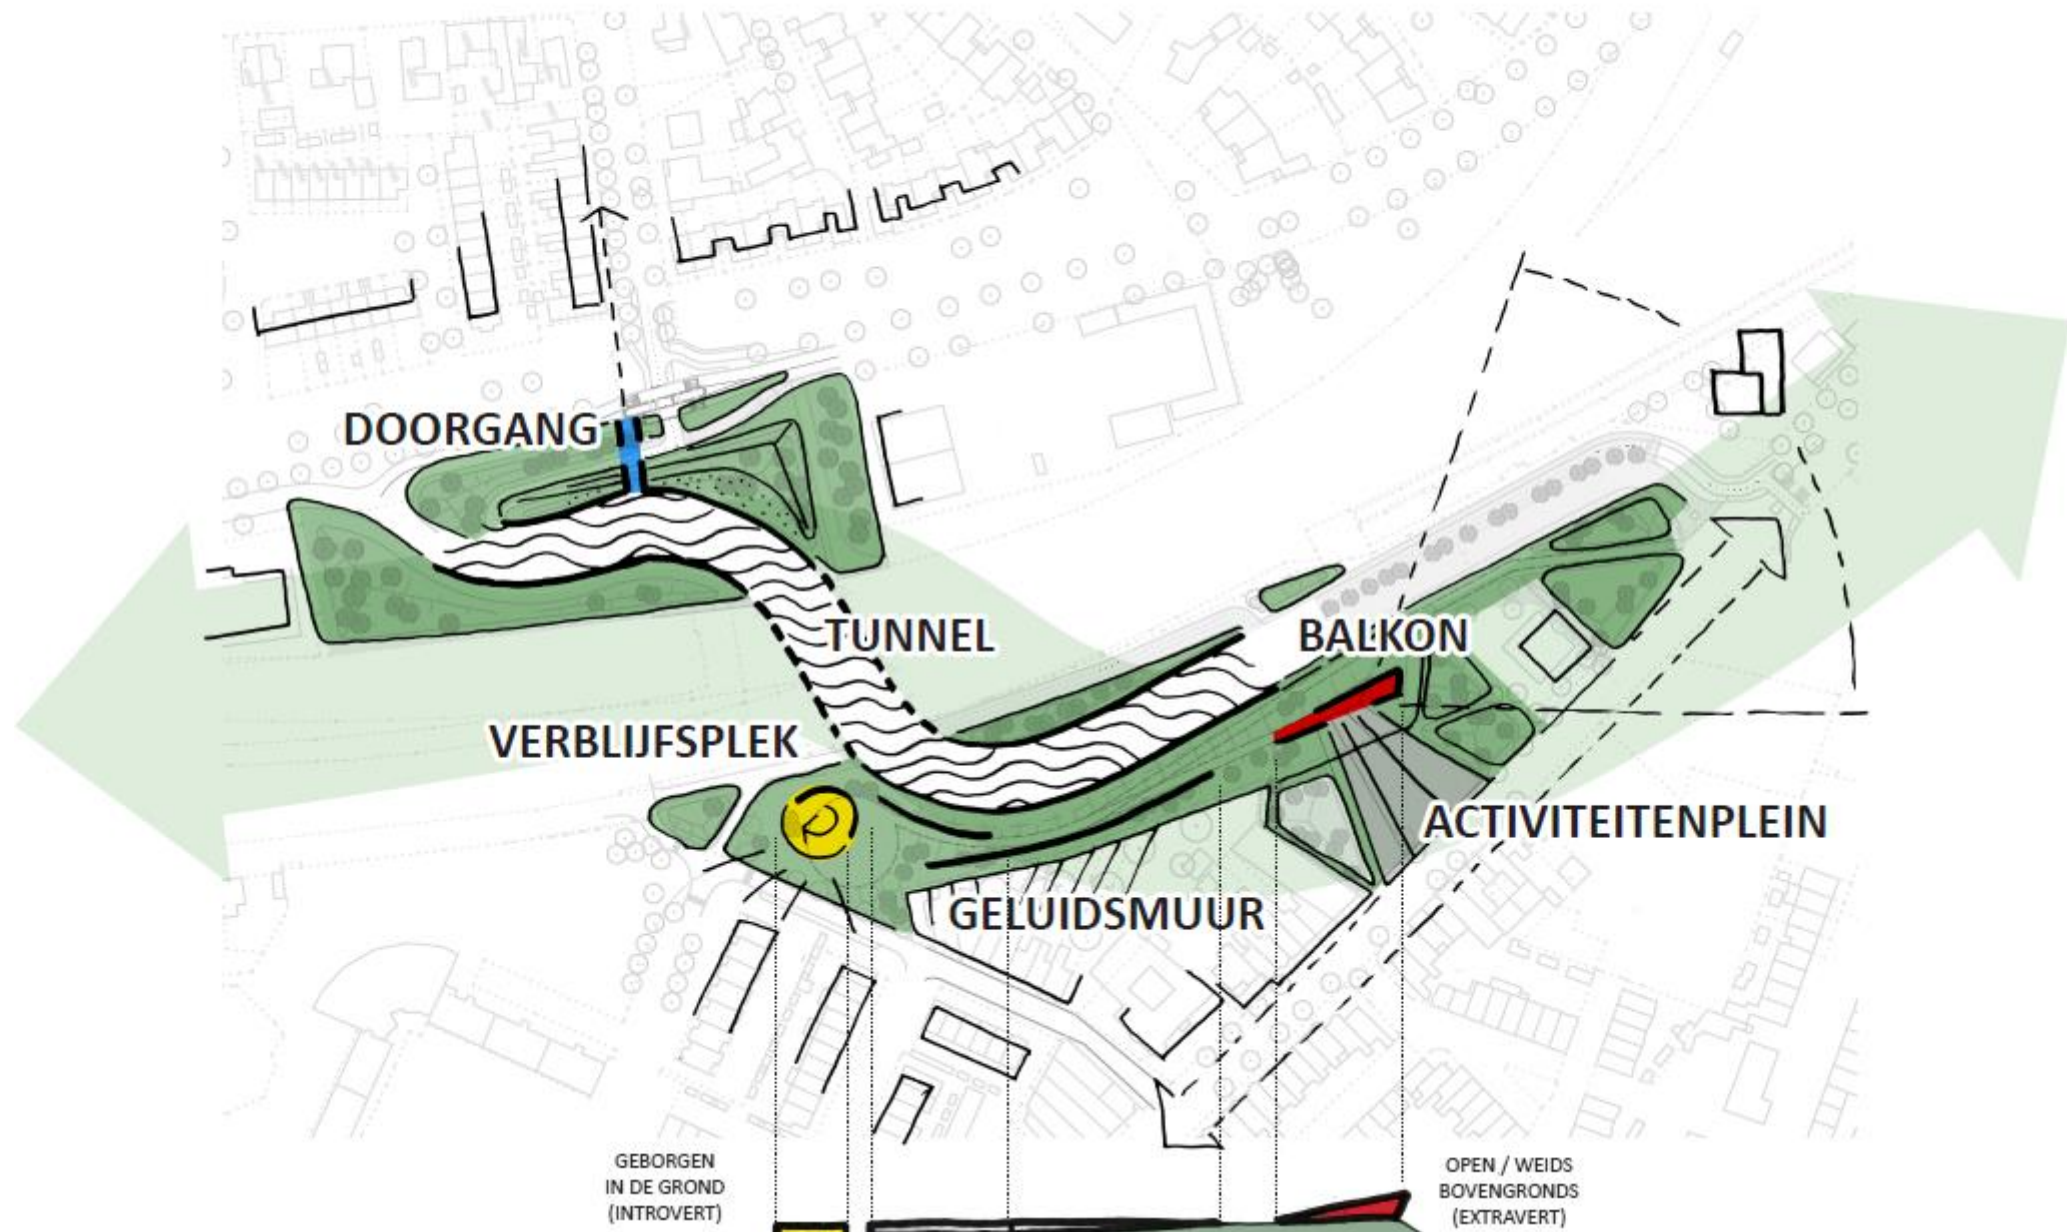 DOORGANG
TUNNEL
BALKON
VERBLIJFSPLEK
ACTIVITEITENPLEIN
GELUIDSMUUR
GEBORGEN
IN DE GROND
(INTROVERT)
OPEN / WEIDS
BOVENGRONDS
(EXTRAVERT)